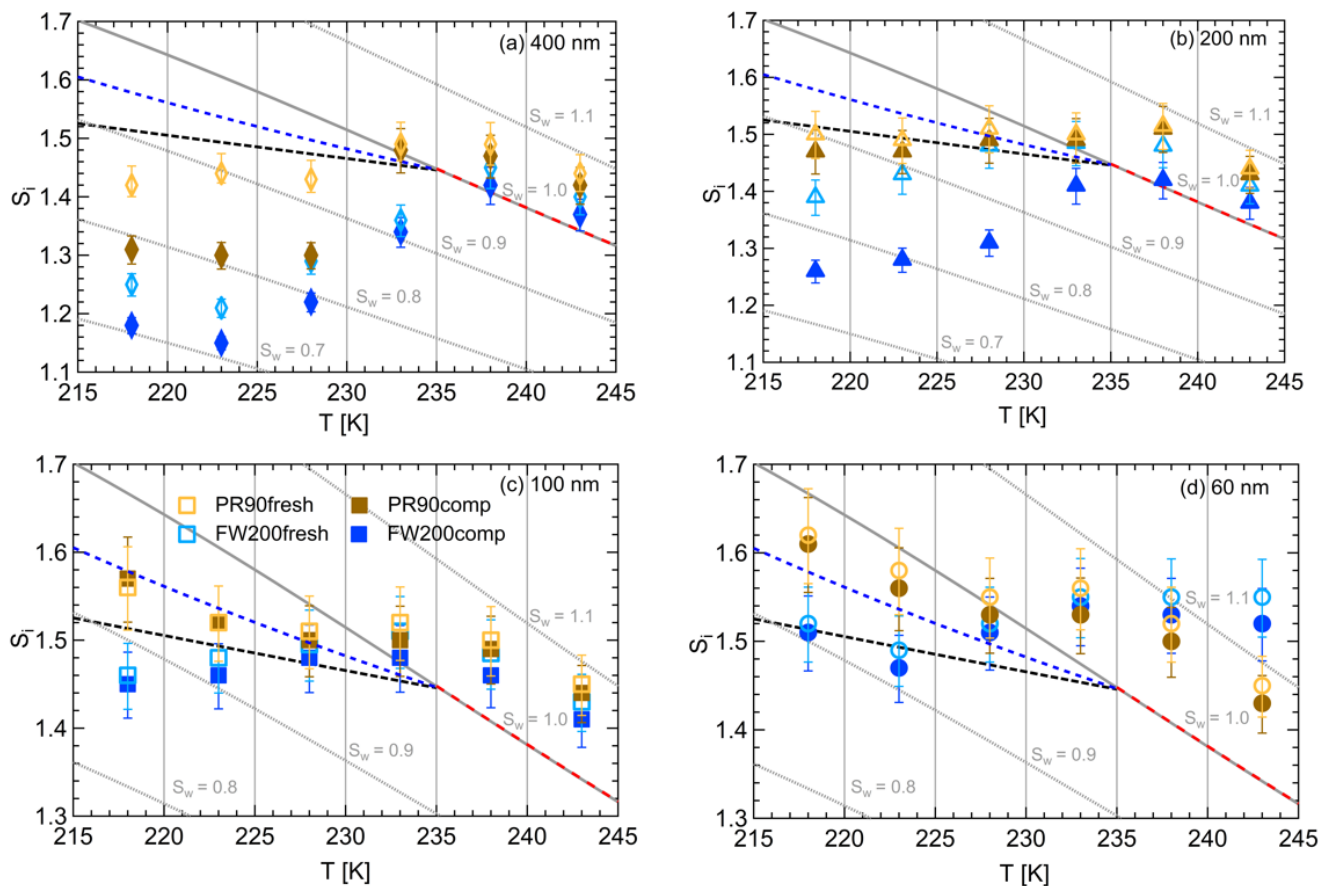 (a) 400 nm
1.7
1.6
1.5
1.4
1.3
1.2
1.1
S_i
S_w = 1.1
S_w = 1.0
S_w = 0.9
S_w = 0.8
S_w = 0.7
215 220 225 230 235 240 245
T [K]
(b) 200 nm
1.7
1.6
1.5
1.4
1.3
1.2
1.1
S_i
S_w = 1.1
S_w = 1.0
S_w = 0.9
S_w = 0.8
S_w = 0.7
215 220 225 230 235 240 245
T [K]
(c) 100 nm
1.7
1.6
1.5
1.4
1.3
S_i
PR90fresh PR90comp
FW200fresh FW200comp
S_w = 1.1
S_w = 1.0
S_w = 0.9
S_w = 0.8
215 220 225 230 235 240 245
T [K]
(d) 60 nm
1.7
1.6
1.5
1.4
1.3
S_i
S_w = 1.1
S_w = 1.0
S_w = 0.9
S_w = 0.8
215 220 225 230 235 240 245
T [K]